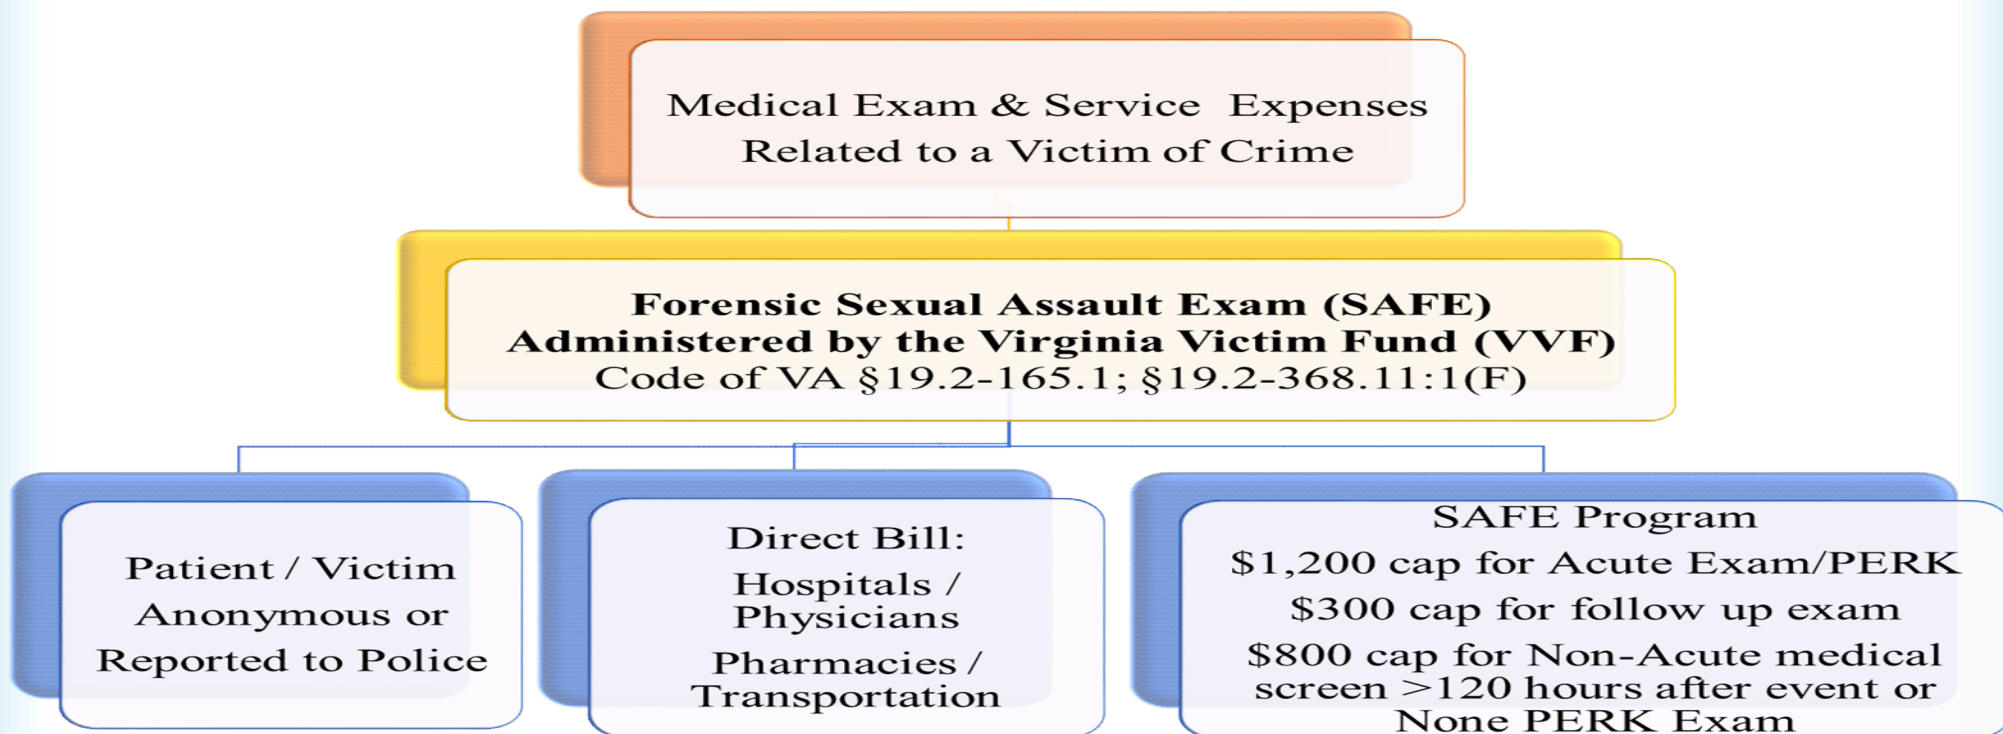 Medical Exam & Service Expenses
Related to a Victim of Crime
Forensic Sexual Assault Exam (SAFE)
Administered by the Virginia Victim Fund (VVF)
Code of VA §19.2-165.1; §19.2-368.11:1(F)
Patient / Victim
Anonymous or
Reported to Police
Direct Bill:
Hospitals /
Physicians
Pharmacies /
Transportation
SAFE Program
$1,200 cap for Acute Exam/PERK
$300 cap for follow up exam
$800 cap for Non-Acute medical
screen >120 hours after event or
None PERK Exam